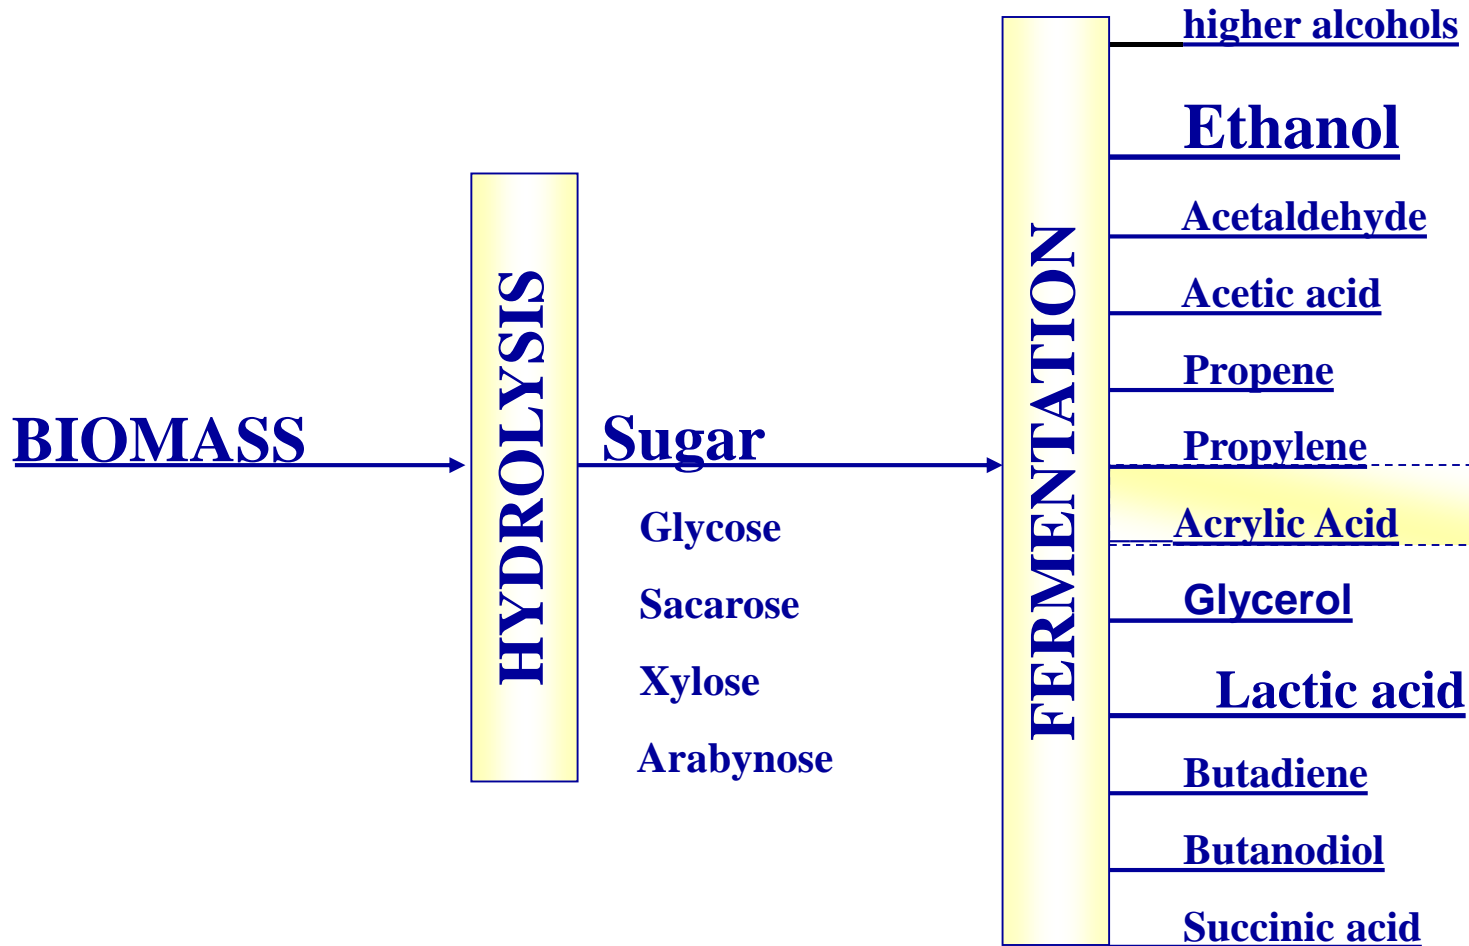 BIOMASS
HYDROLYSIS
Sugar
Glycose
Sacarose
Xylose
Arabynose
FERMENTATION
higher alcohols
Ethanol
Acetaldehyde
Acetic acid
Propene
Propylene
Acrylic Acid
Glycerol
Lactic acid
Butadiene
Butanodiol
Succinic acid